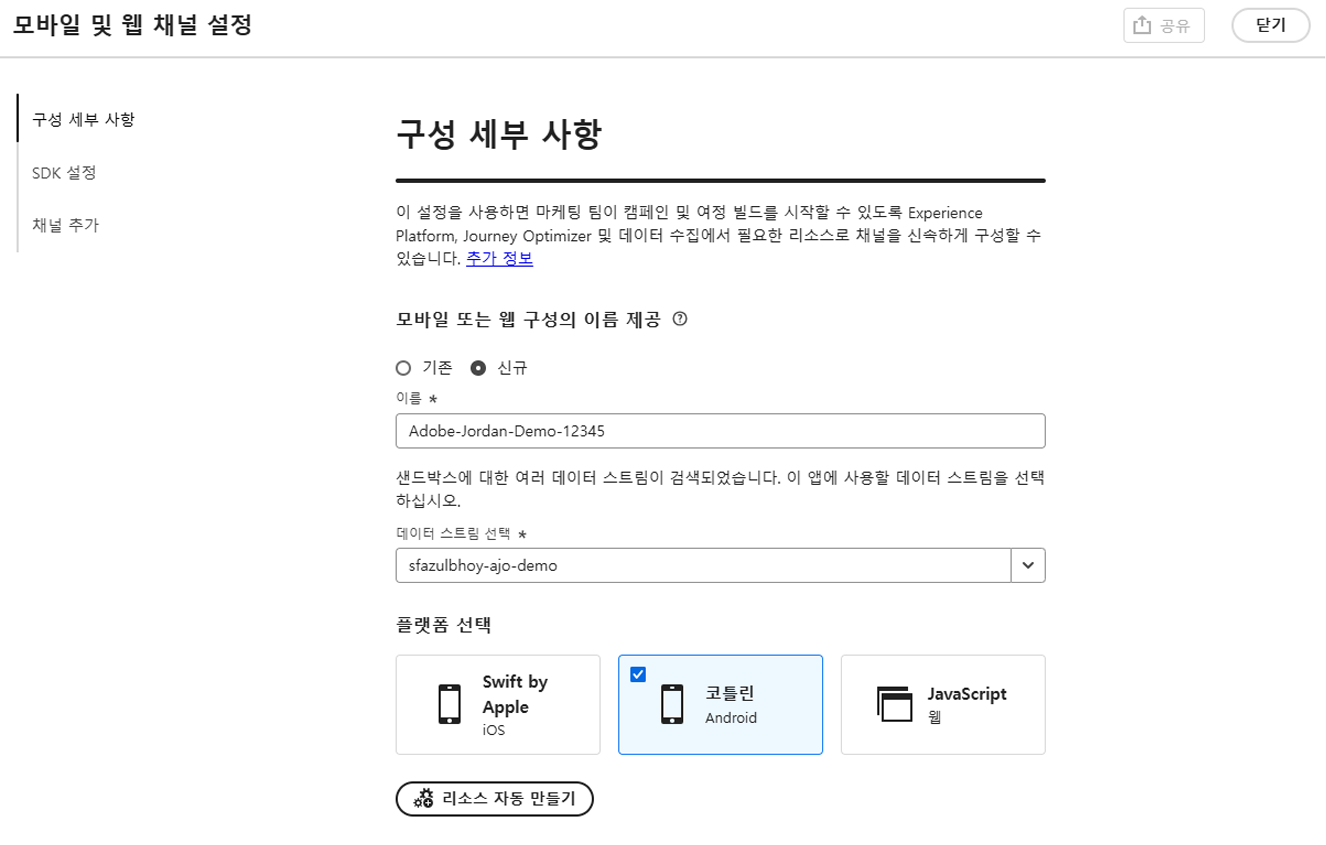 모바일 및 웹 채널 설정
공유
닫기
구성 세부 사항
SDK 설정
채널 추가
구성 세부 사항
이 설정을 사용하면 마케팅 팀이 캠페인 및 여정 빌드를 시작할 수 있도록 Experience
Platform, Journey Optimizer 및 데이터 수집에서 필요한 리소스로 채널을 신속하게 구성할 수
있습니다. 추가 정보
모바일 또는 웹 구성의 이름 제공
기존
신규
이름 *
Adobe-Jordan-Demo-12345
샌드박스에 대한 여러 데이터 스트림이 검색되었습니다. 이 앱에 사용할 데이터 스트림을 선택
하십시오.
데이터 스트림 선택 *
sfazulbhoy-ajo-demo
플랫폼 선택
Swift by
Apple
iOS
코틀린
Android
JavaScript
웹
리소스 자동 만들기